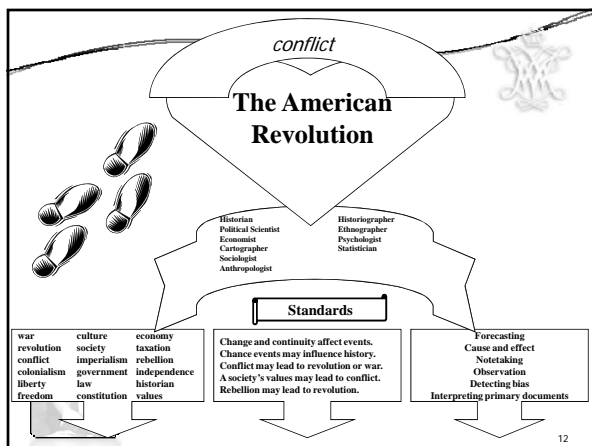 conflict
The American
Revolution
Historian
Political Scientist
Economist
Cartographer
Sociologist
Anthropologist
Historiographer
Ethnographer
Psychologist
Statistician
Standards
war
revolution
conflict
colonialism
liberty
freedom
culture
society
imperialism
government
law
constitution
economy
taxation
rebellion
independence
historian
values
Change and continuity affect events.
Chance events may influence history.
Conflict may lead to revolution or war.
A society's values may lead to conflict.
Rebellion may lead to revolution.
Forecasting
Cause and effect
Notetaking
Observation
Detecting bias
Interpreting primary documents
12